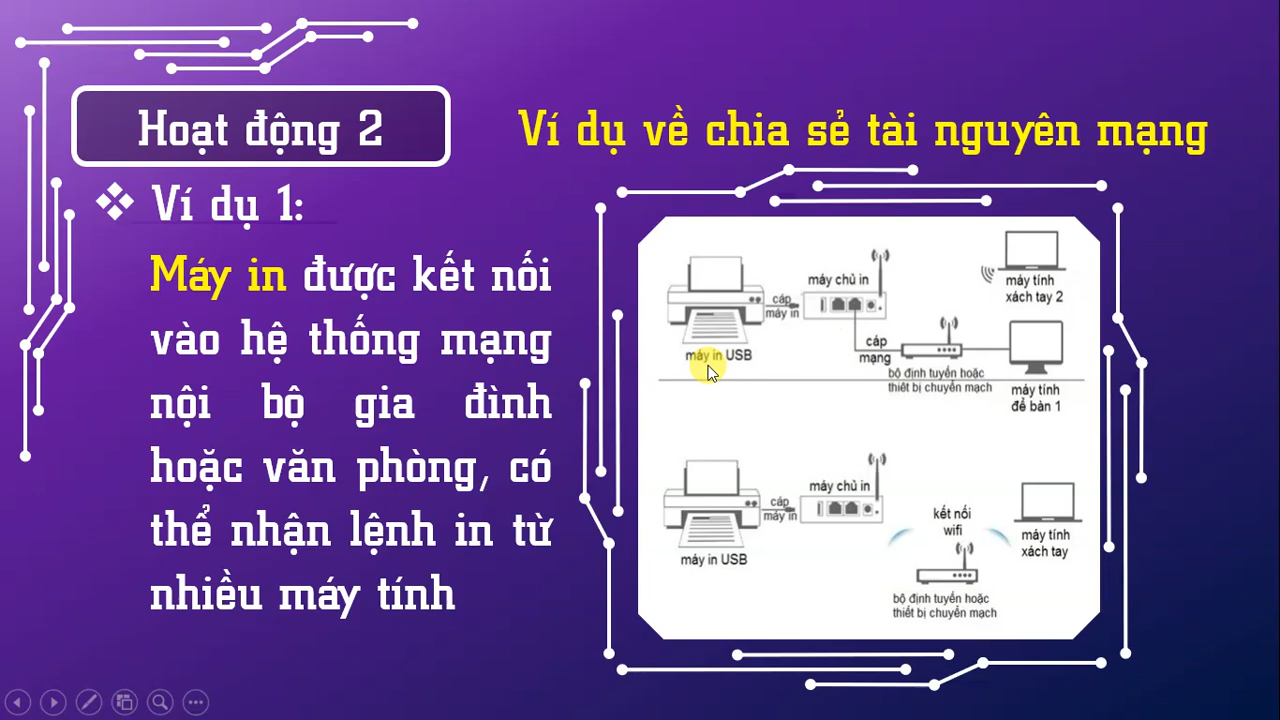 Hoạt động 2
Ví dụ về chia sẻ tài nguyên mạng
Ví dụ 1:
Máy in được kết nối
vào hệ thống mạng
nội bộ gia đình
hoặc văn phòng, có
thể nhận lệnh in từ
nhiều máy tính
máy chủ in
cáp
máy in
máy in USB
cáp
mạng
bộ định tuyến hoặc
thiết bị chuyển mạch
máy tính
xách tay 2
máy tính
để bàn 1
máy chủ in
cáp
máy in
máy in USB
kết nối
wifi
máy tính
xách tay
bộ định tuyến hoặc
thiết bị chuyển mạch